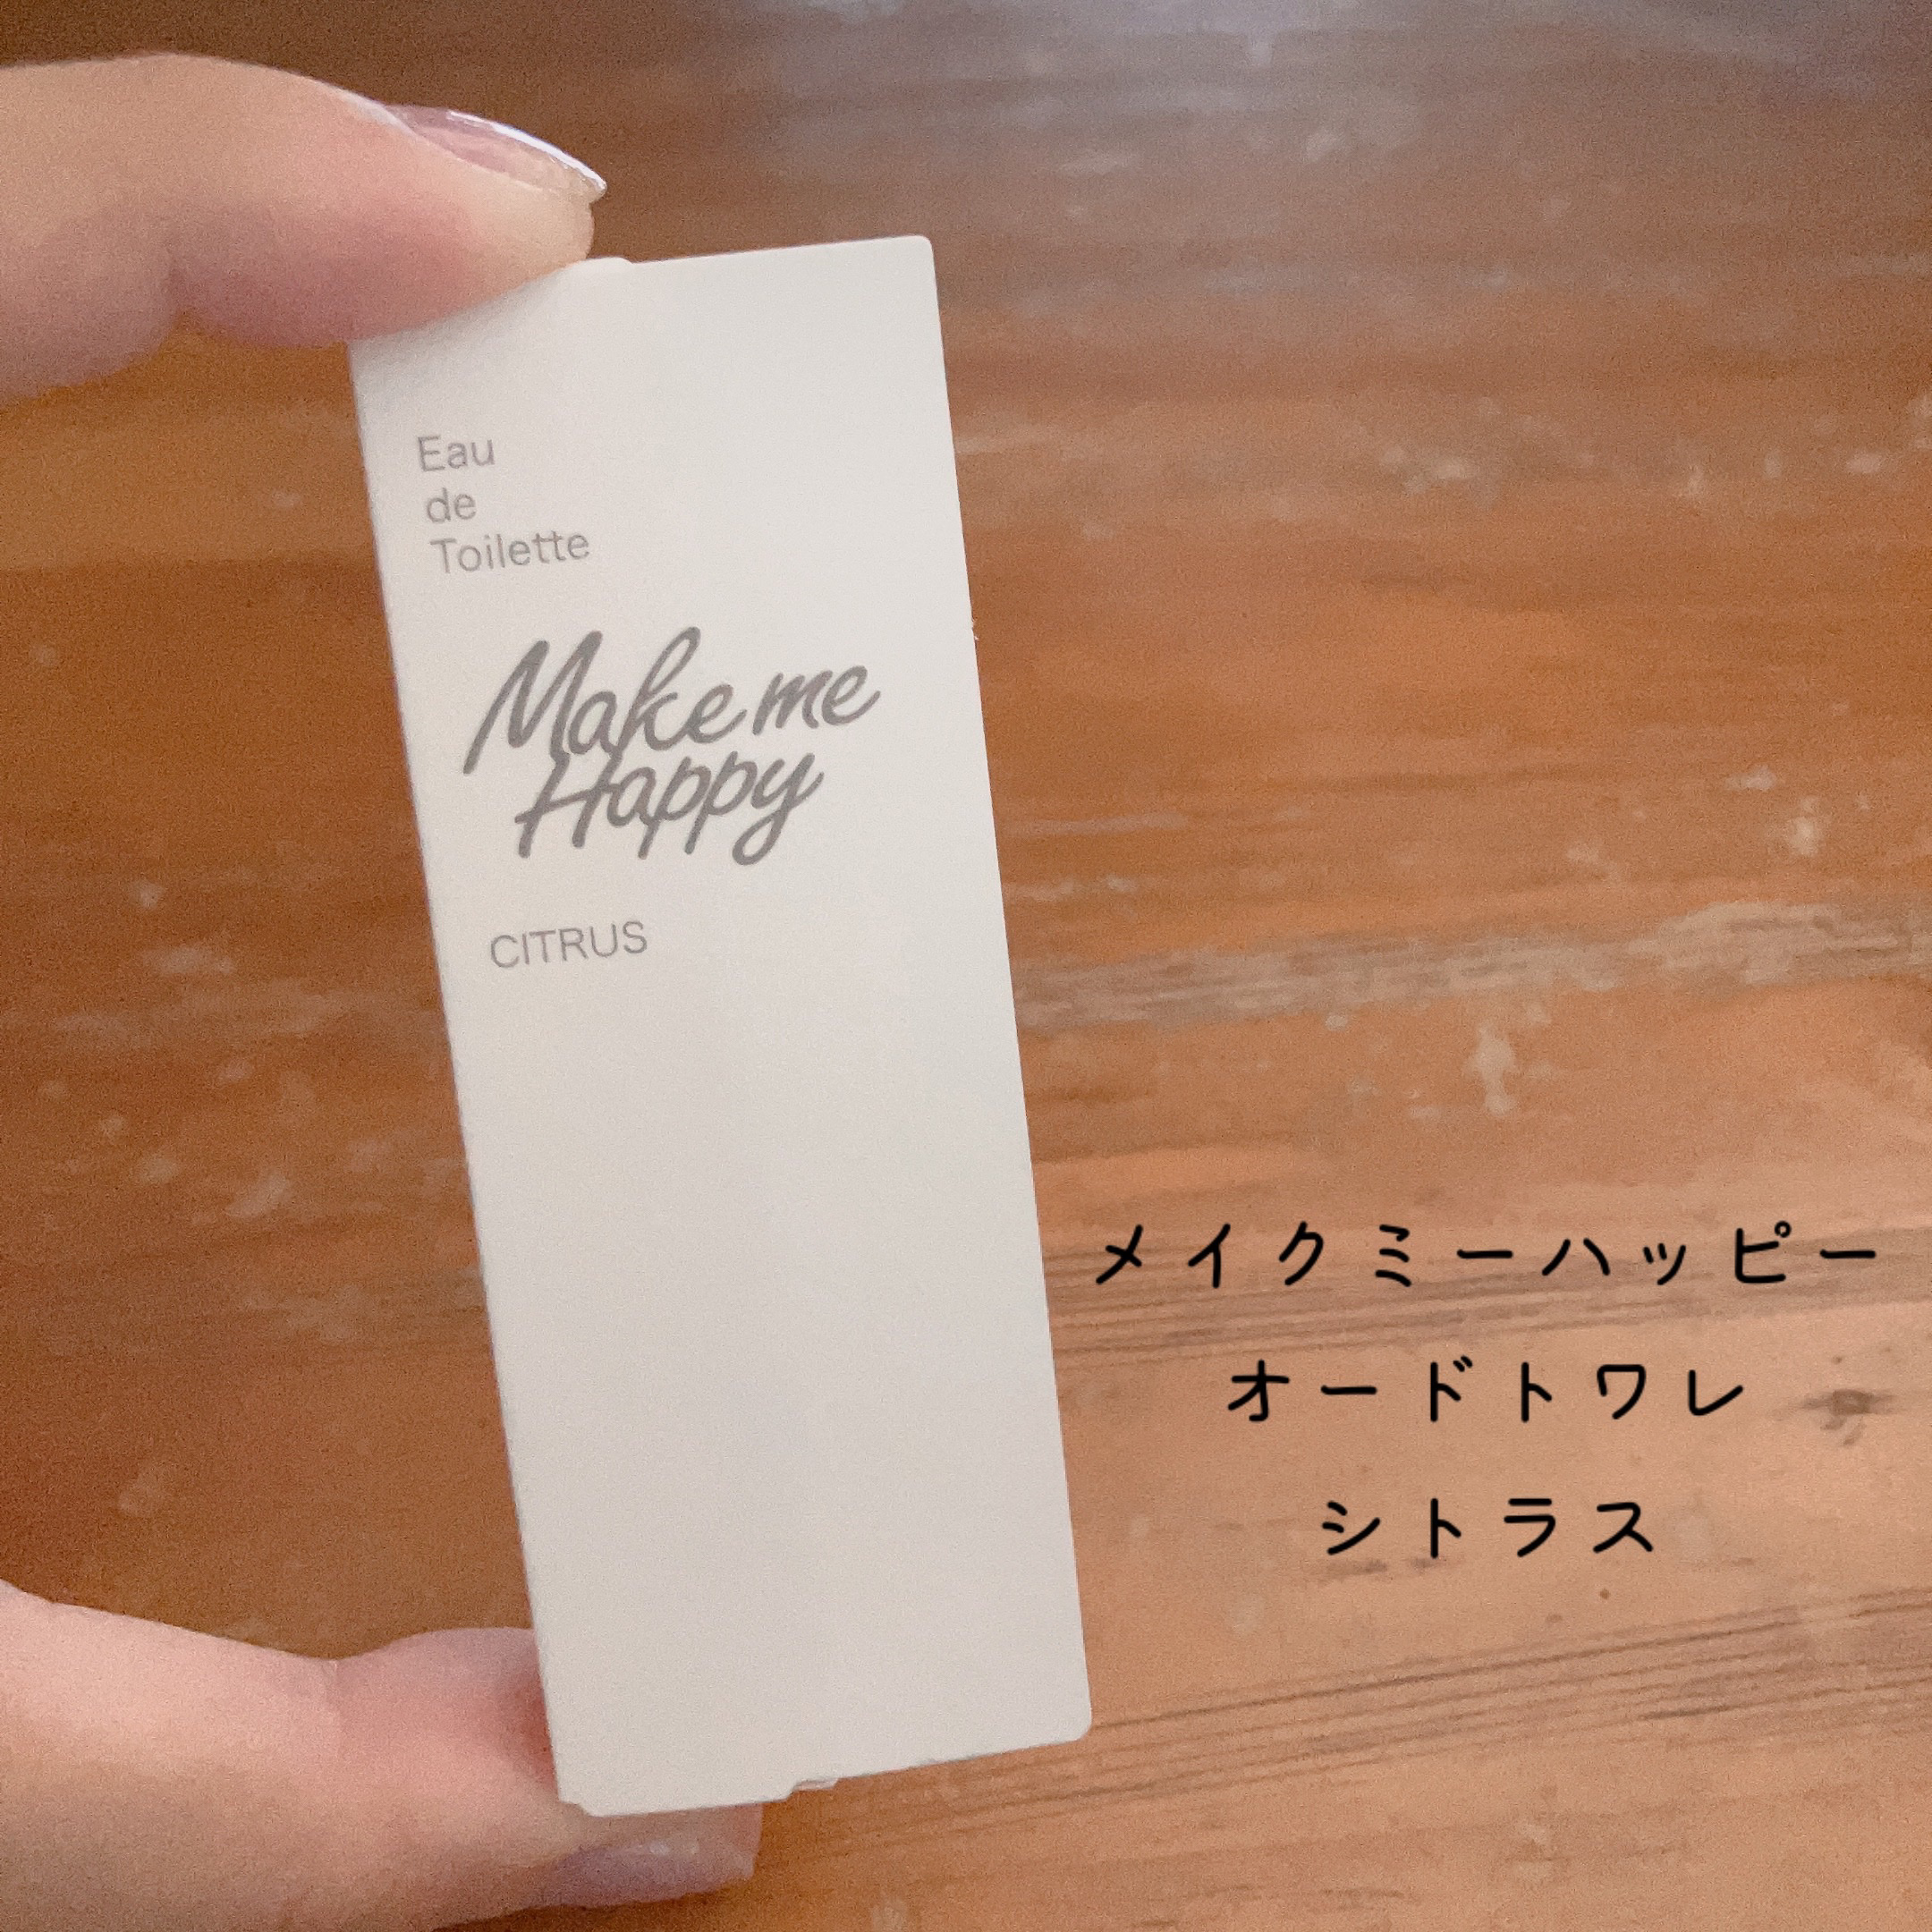 Eau
de
Toilette
Make me
Happy
CITRUS
メイクミーハッピー
オードトワレ
シトラス